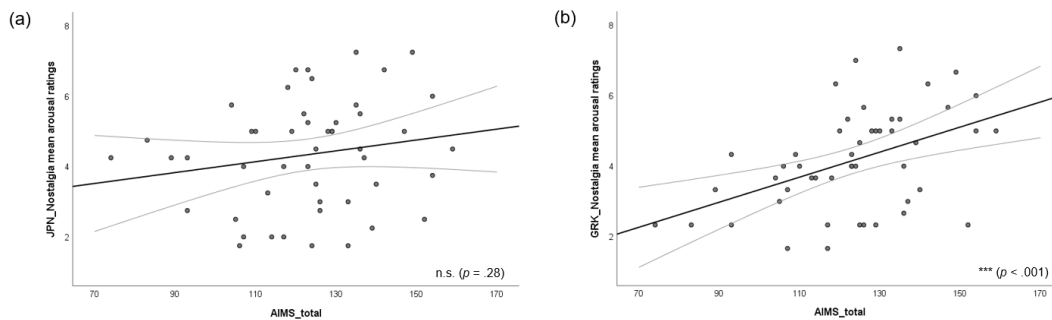 (a)
JPN_Nostalgia mean arousal ratings
8
6
4
2
n.s. (p = .28)
70 90 110 130 150 170
AIMS_total
(b)
GRK_Nostalgia mean arousal ratings
8
6
4
2
*** (p < .001)
70 90 110 130 150 170
AIMS_total